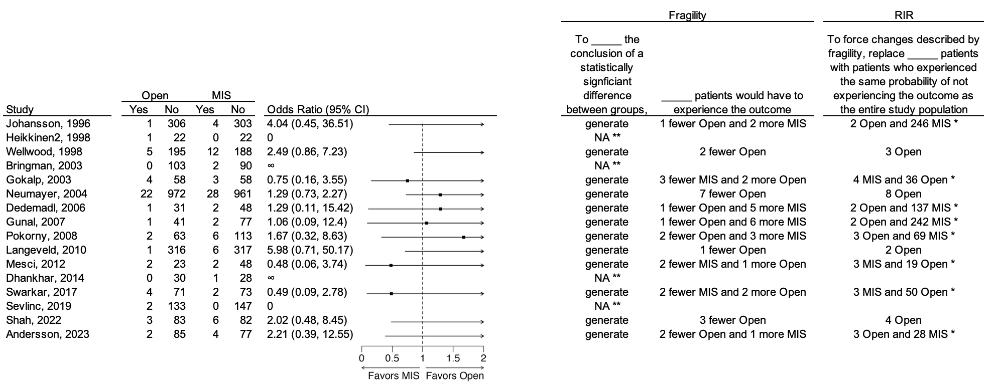 Fragility RIR
To _____ the To force changes described by
conclusion of a fragility, replace _____ patients
statistically with patients who experienced
signficiant the same probability of not
Open MIS difference _____ patients would have to experiencing the outcome as
Study Yes No Yes No Odds Ratio (95% CI) between groups, experience the outcome the entire study population
Johansson, 1996 1 306 4 303 4.04 (0.45, 36.51) generate 1 fewer Open and 2 more MIS 2 Open and 246 MIS *
Heikkinen2, 1998 1 22 0 22 0 NA **
Wellwood, 1998 5 195 12 188 2.49 (0.86, 7.23) generate 2 fewer Open 3 Open
Bringman, 2003 0 103 2 90 ∞ NA **
Gokalp, 2003 4 58 3 58 0.75 (0.16, 3.55) generate 3 fewer MIS and 2 more Open 4 MIS and 36 Open *
Neumayer, 2004 22 972 28 961 1.29 (0.73, 2.27) generate 7 fewer Open 8 Open
Dedemadl, 2006 1 31 2 48 1.29 (0.11, 15.42) generate 1 fewer Open and 5 more MIS 2 Open and 137 MIS *
Gunal, 2007 1 41 2 77 1.06 (0.09, 12.4) generate 1 fewer Open and 6 more MIS 2 Open and 242 MIS *
Pokorny, 2008 2 63 6 113 1.67 (0.32, 8.63) generate 2 fewer Open and 3 more MIS 3 Open and 69 MIS *
Langeveld, 2010 1 316 6 317 5.98 (0.71, 50.17) generate 1 fewer Open 2 Open
Mesci, 2012 2 23 2 48 0.48 (0.06, 3.74) generate 2 fewer MIS and 1 more Open 3 MIS and 19 Open *
Dhankhar, 2014 0 30 1 28 ∞ NA **
Swarkar, 2017 4 71 2 73 0.49 (0.09, 2.78) generate 2 fewer MIS and 2 more Open 3 MIS and 50 Open *
Sevlinc, 2019 2 133 0 147 0 NA **
Shah, 2022 3 83 6 82 2.02 (0.48, 8.45) generate 3 fewer Open 4 Open
Andersson, 2023 2 85 4 77 2.21 (0.39, 12.55) generate 2 fewer Open and 1 more MIS 3 Open and 28 MIS *
0 0.5 1 1.5 2
Favors MIS Favors Open